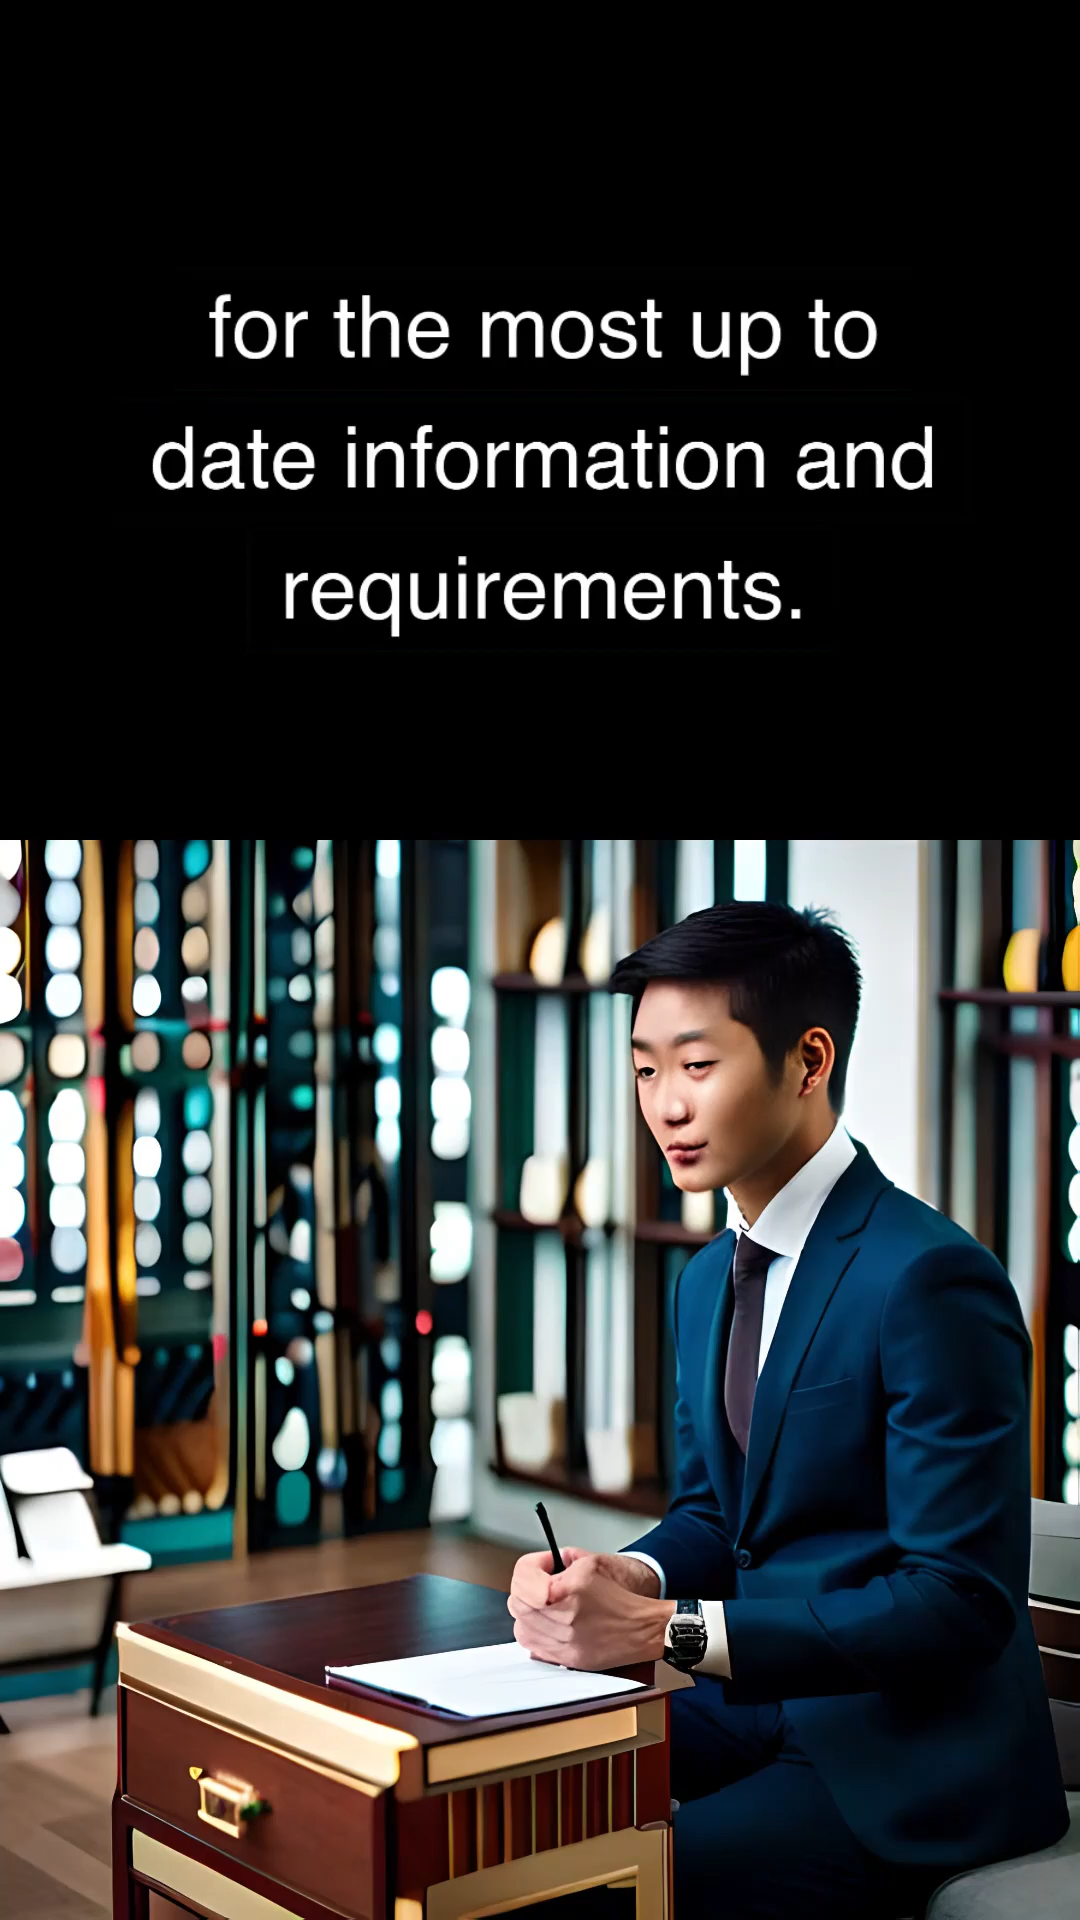 for the most up to
date information and
requirements.